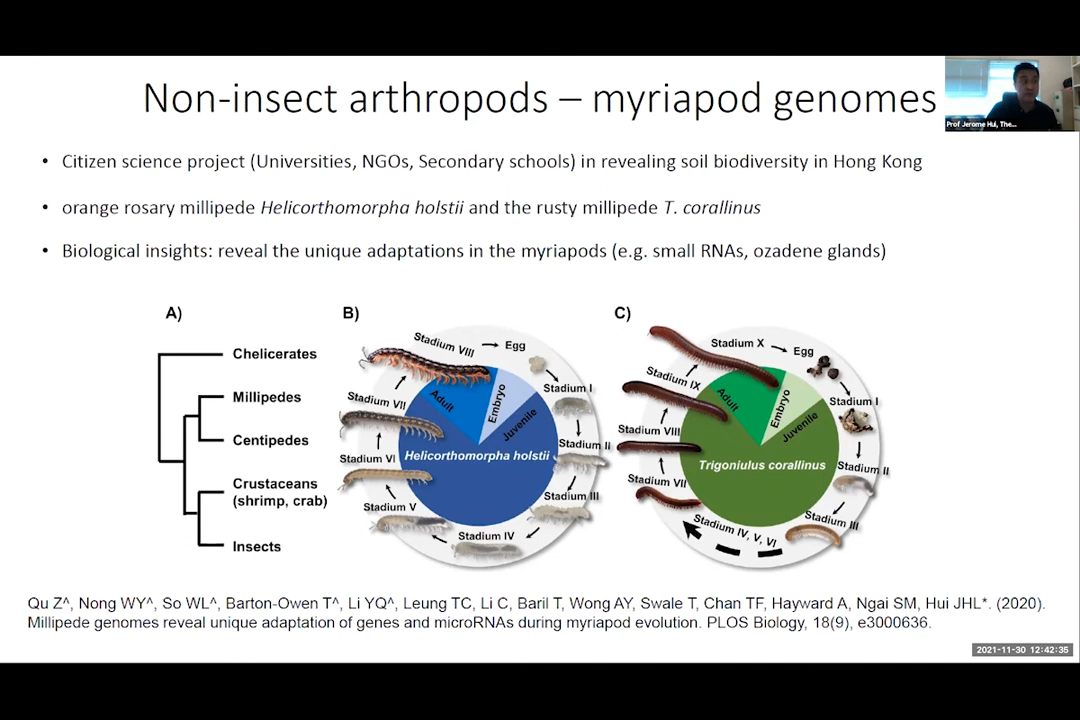 Non-insect arthropods – myriapod genomes
Prof Jerome Hui, The...
• Citizen science project (Universities, NGOs, Secondary schools) in revealing soil biodiversity in Hong Kong
• orange rosary millipede Helicorthomorpha holstii and the rusty millipede T. corallinus
• Biological insights: reveal the unique adaptations in the myriapods (e.g. small RNAs, ozadene glands)
A)
Chelicerates
Millipedes
Centipedes
Crustaceans
(shrimp, crab)
Insects
B)
Stadium VIII
Egg
Stadium I
Stadium II
Stadium III
Stadium IV
Stadium V
Stadium VI
Stadium VII
Adult
Embryo
Juvenile
Helicorthomorpha holstii
C)
Stadium X
Egg
Stadium I
Stadium II
Stadium III
Stadium IV, V, VI
Stadium VII
Stadium VIII
Stadium IX
Adult
Embryo
Juvenile
Trigoniulus corallinus
Qu Z^, Nong WY^, So WL^, Barton-Owen T^, Li YQ^, Leung TC, Li C, Baril T, Wong AY, Swale T, Chan TF, Hayward A, Ngai SM, Hui JHL*. (2020).
Millipede genomes reveal unique adaptation of genes and microRNAs during myriapod evolution. PLOS Biology, 18(9), e3000636.
2021-11-30 12:42:35